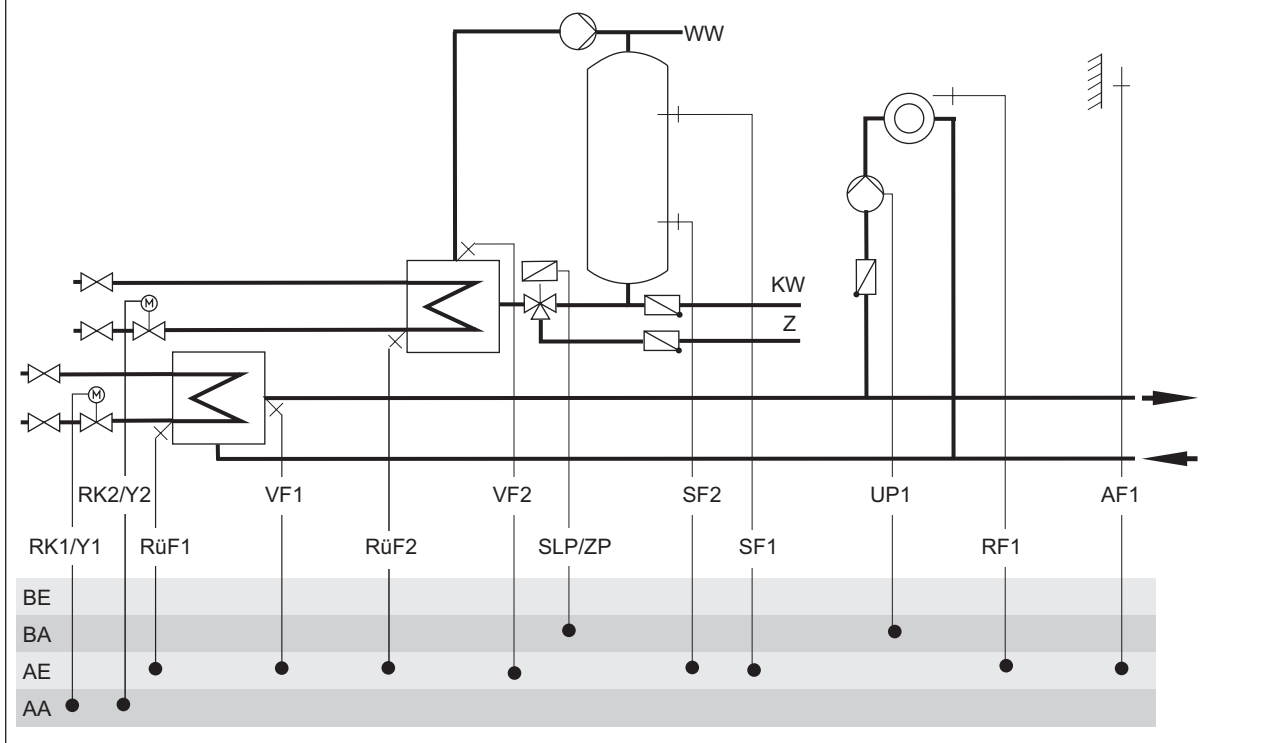 WW
KW
M
Z
M
RK2/Y2 VF1 VF2 SF2 UP1 AF1
RK1/Y1 RüF1 RüF2 SLP/ZP SF1 RF1
BE
BA
AE
AA